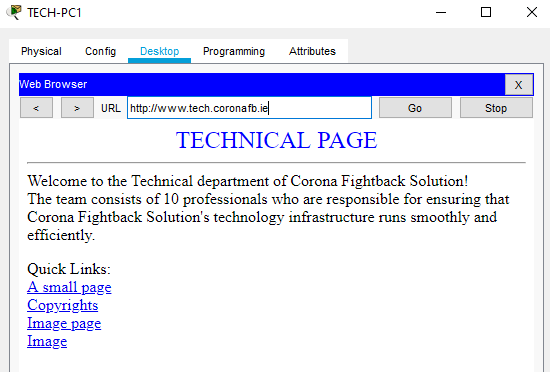 TECH-PC1
Physical Config Desktop Programming Attributes
Web Browser X
< > URL http://www.tech.coronafb.ie Go Stop
TECHNICAL PAGE
Welcome to the Technical department of Corona Fightback Solution!
The team consists of 10 professionals who are responsible for ensuring that
Corona Fightback Solution's technology infrastructure runs smoothly and
efficiently.
Quick Links:
A small page
Copyrights
Image page
Image